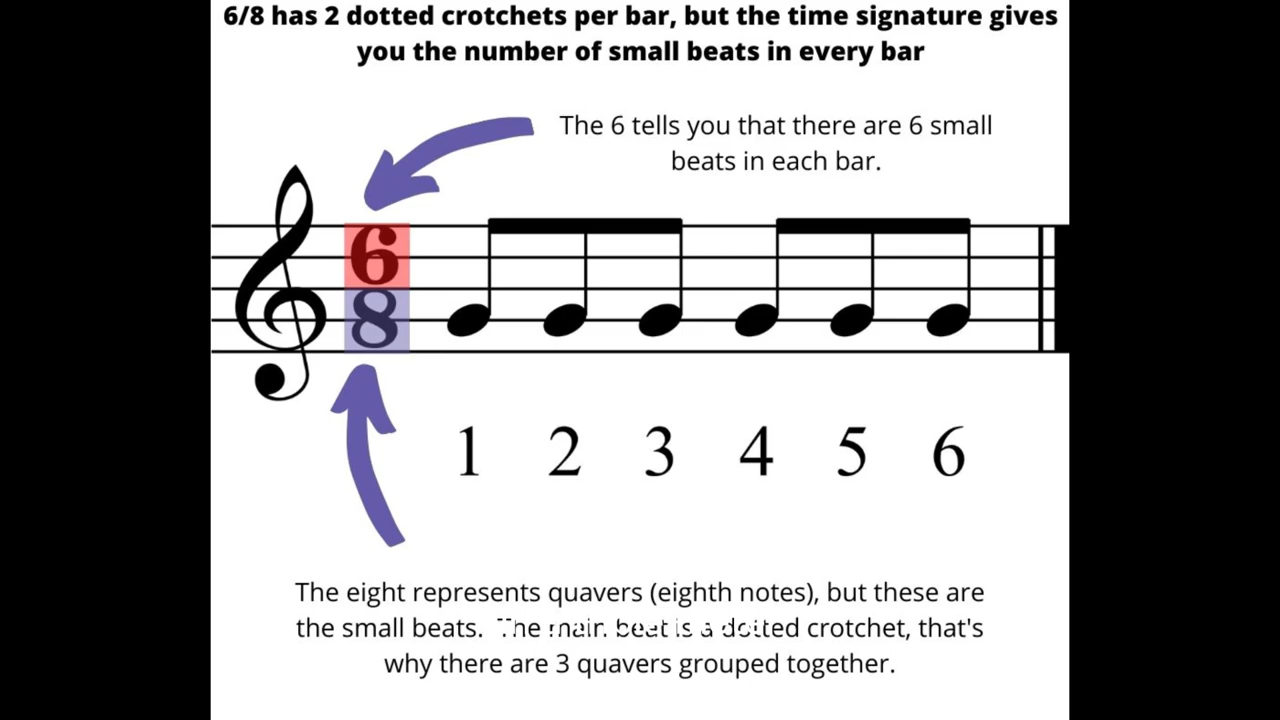 6/8 has 2 dotted crotchets per bar, but the time signature gives
you the number of small beats in every bar
The 6 tells you that there are 6 small
beats in each bar.
6
8
1 2 3 4 5 6
The eight represents quavers (eighth notes), but these are
the small beats. The main beat is a dotted crotchet, that's
why there are 3 quavers grouped together.